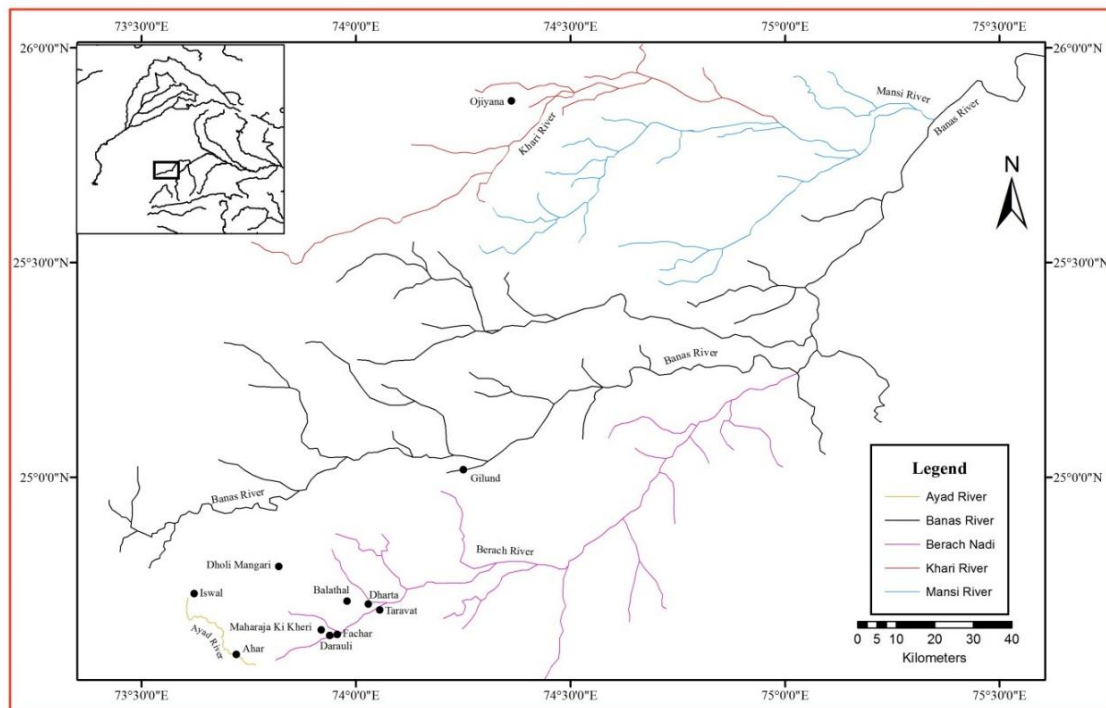 73°30'0"E
74°0'0"E
74°30'0"E
75°0'0"E
75°30'0"E
26°0'0"N
26°0'0"N
Ojiyana
Khari River
Mansi River
Banas River
N
25°30'0"N
25°30'0"N
Banas River
25°0'0"N
25°0'0"N
Gilund
Banas River
Berach River
Dholi Mangari
Iswal
Balathal
Dharta
Taravat
Maharaja Ki Kheri
Fachar
Darauli
Ayad River
Ahar
Legend
Ayad River
Banas River
Berach Nadi
Khari River
Mansi River
0 5 10 20 30 40
Kilometers
73°30'0"E
74°0'0"E
74°30'0"E
75°0'0"E
75°30'0"E